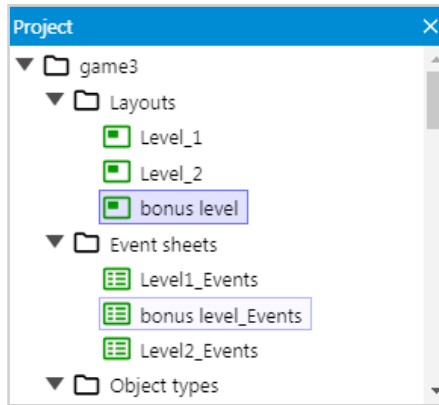 Project
game3
Layouts
Level_1
Level_2
bonus level
Event sheets
Level1_Events
bonus level_Events
Level2_Events
Object types